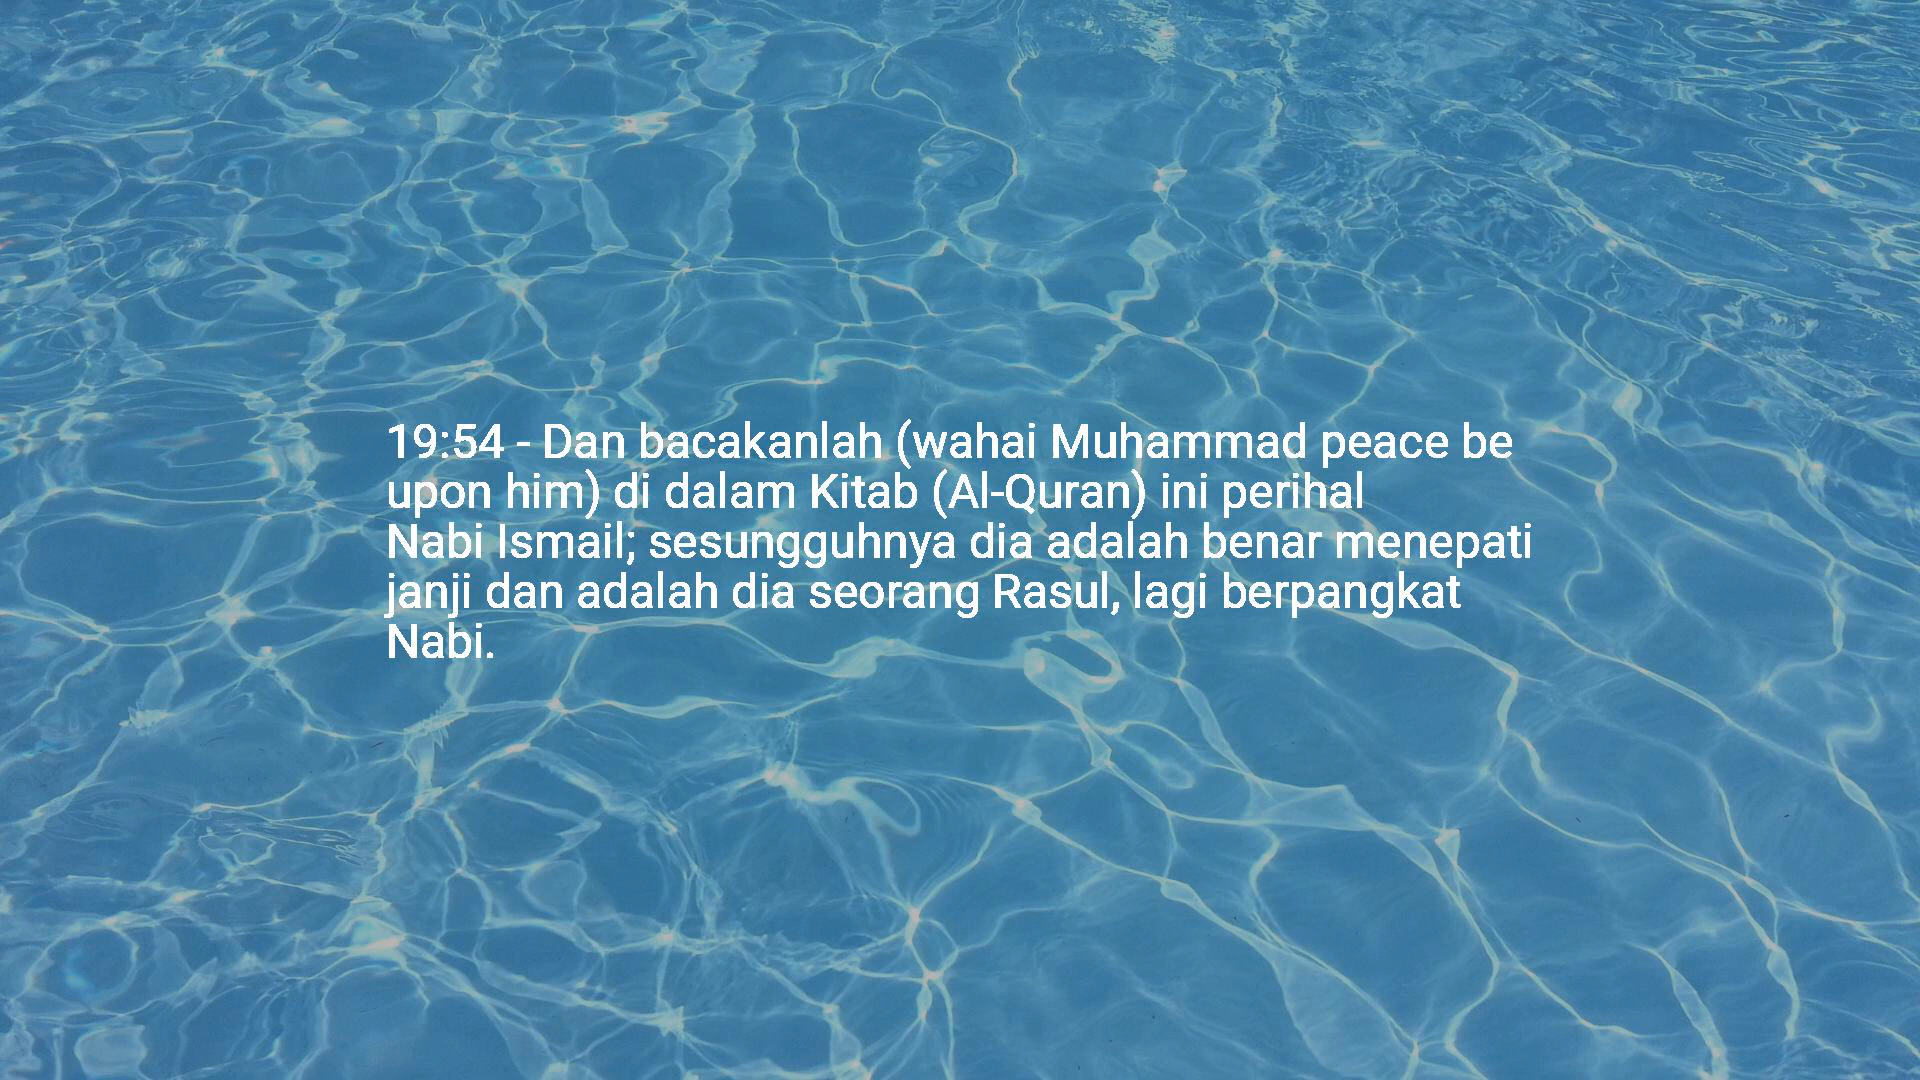 19:54 - Dan bacakanlah (wahai Muhammad peace be
upon him) di dalam Kitab (Al-Quran) ini perihal
Nabi Ismail; sesungguhnya dia adalah benar menepati
janji dan adalah dia seorang Rasul, lagi berpangkat
Nabi.